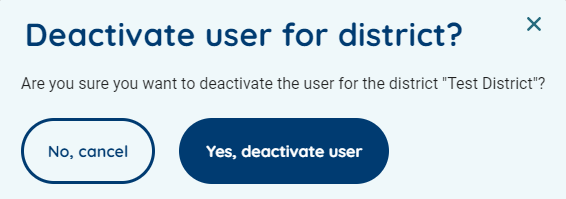 Deactivate user for district?
Are you sure you want to deactivate the user for the district "Test District"?
No, cancel
Yes, deactivate user